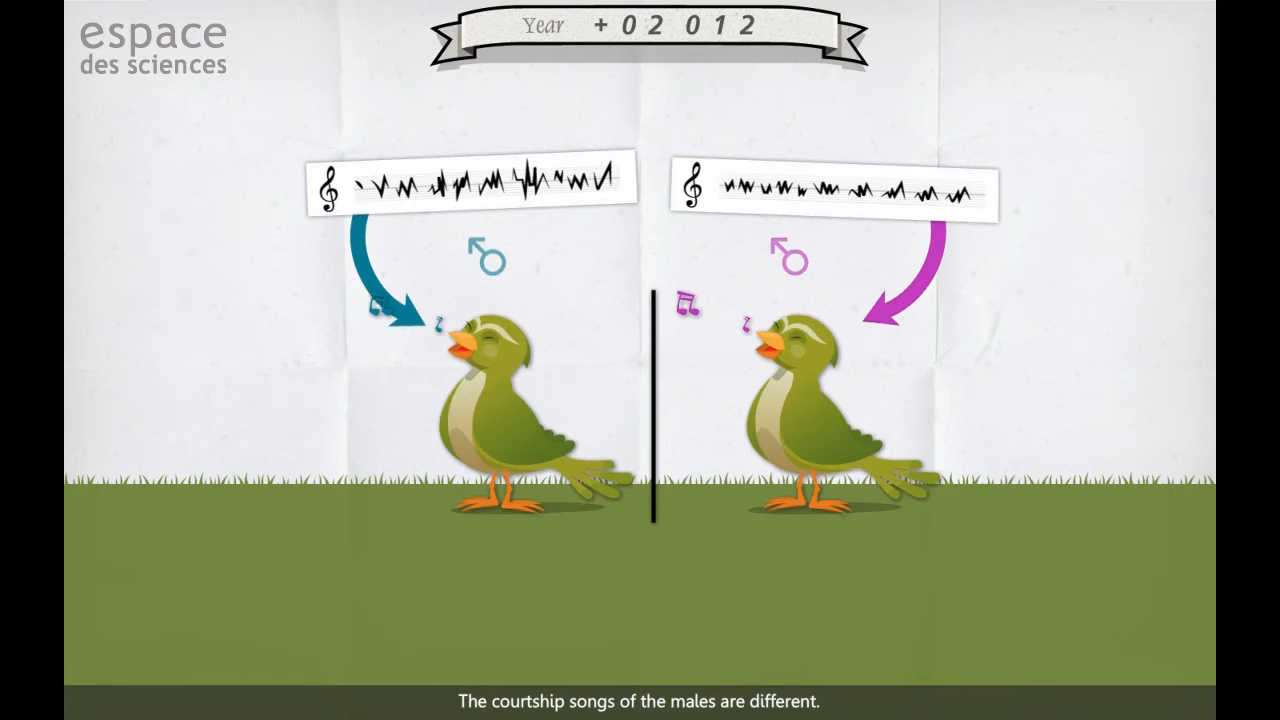 espace
des sciences
Year + 0 2 0 1 2
The courtship songs of the males are different.